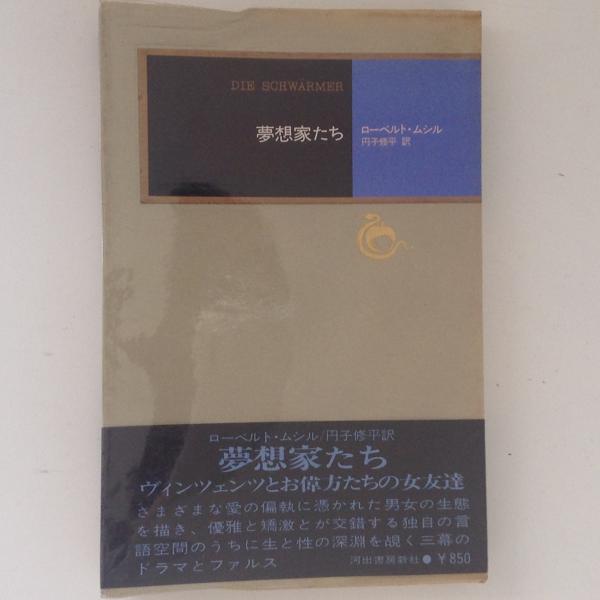 DIE SCHWÄRMER
夢想家たち
ローベルト・ムシル
円子修平 訳
ローベルト・ムシル/円子修平訳
夢想家たち
ヴィンツェンツとお偉方たちの女友達
さまざまな愛の偏執に憑かれた男女の生態
を描き、優雅と矯激とが交錯する独自の言
語空間のうちに生と性の深淵を覘く三幕の
ドラマとファルス
河出書房新社●¥850